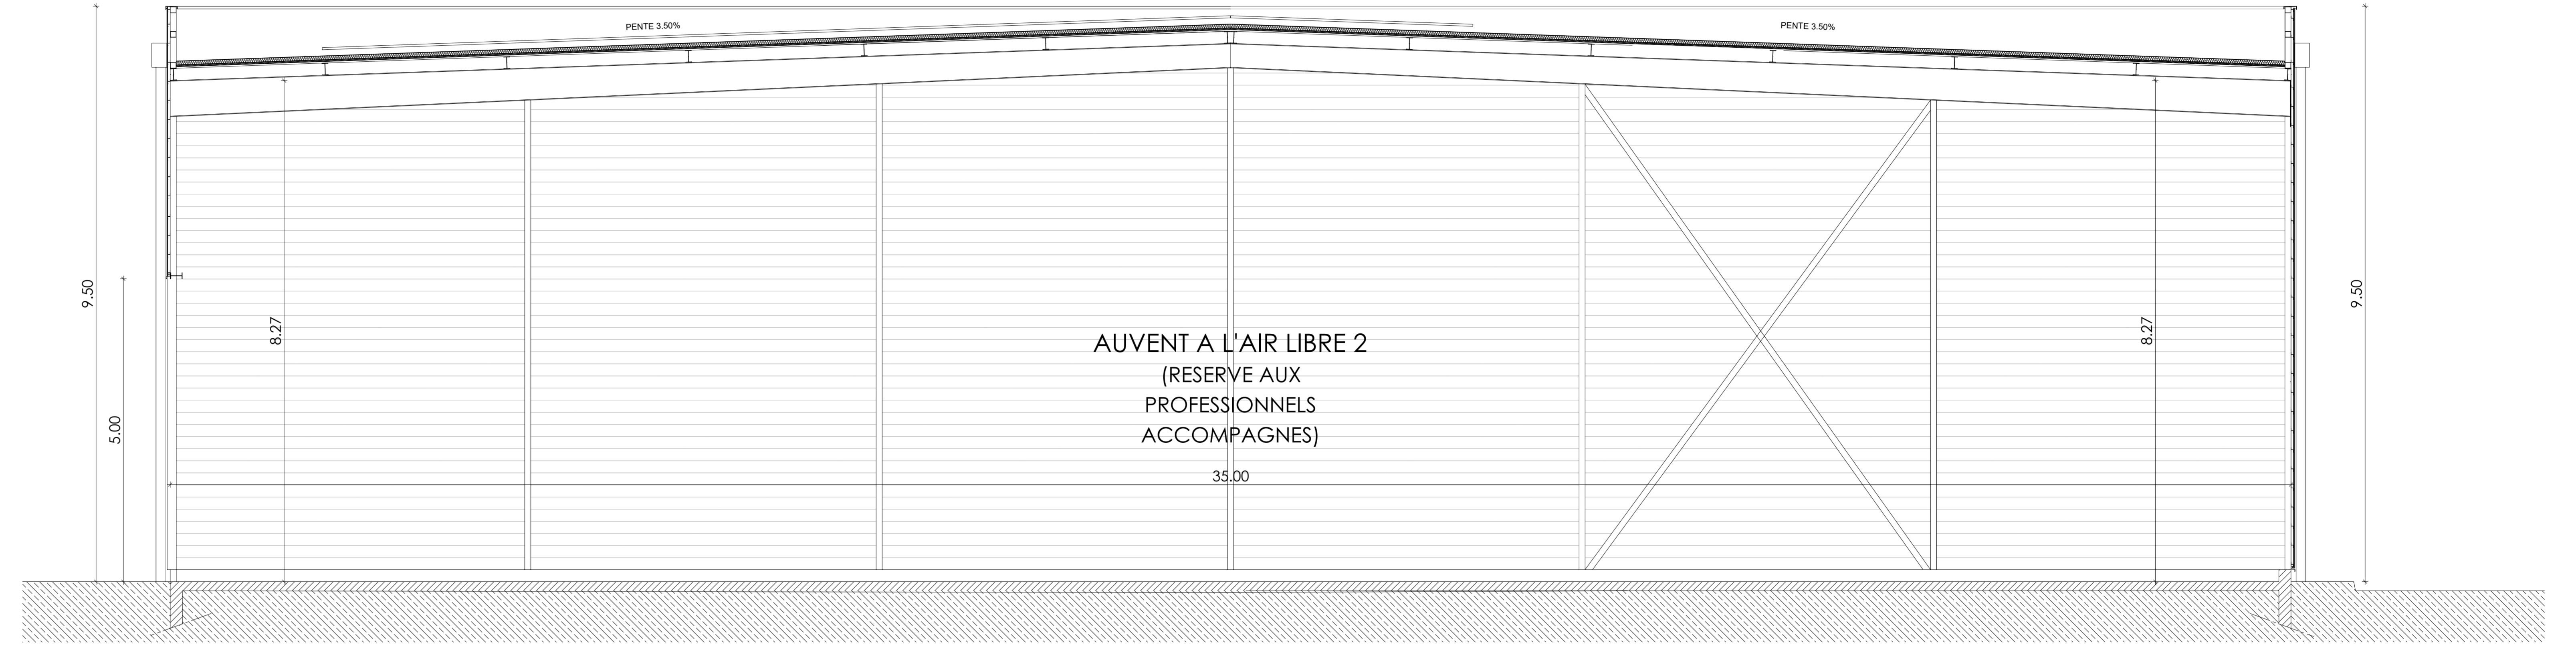 PENTE 3.50%
PENTE 3.50%
9.50
5.00
8.27
AUVENT A L'AIR LIBRE 2
(RESERVE AUX
PROFESSIONNELS
ACCOMPAGNES)
35.00
8.27
9.50